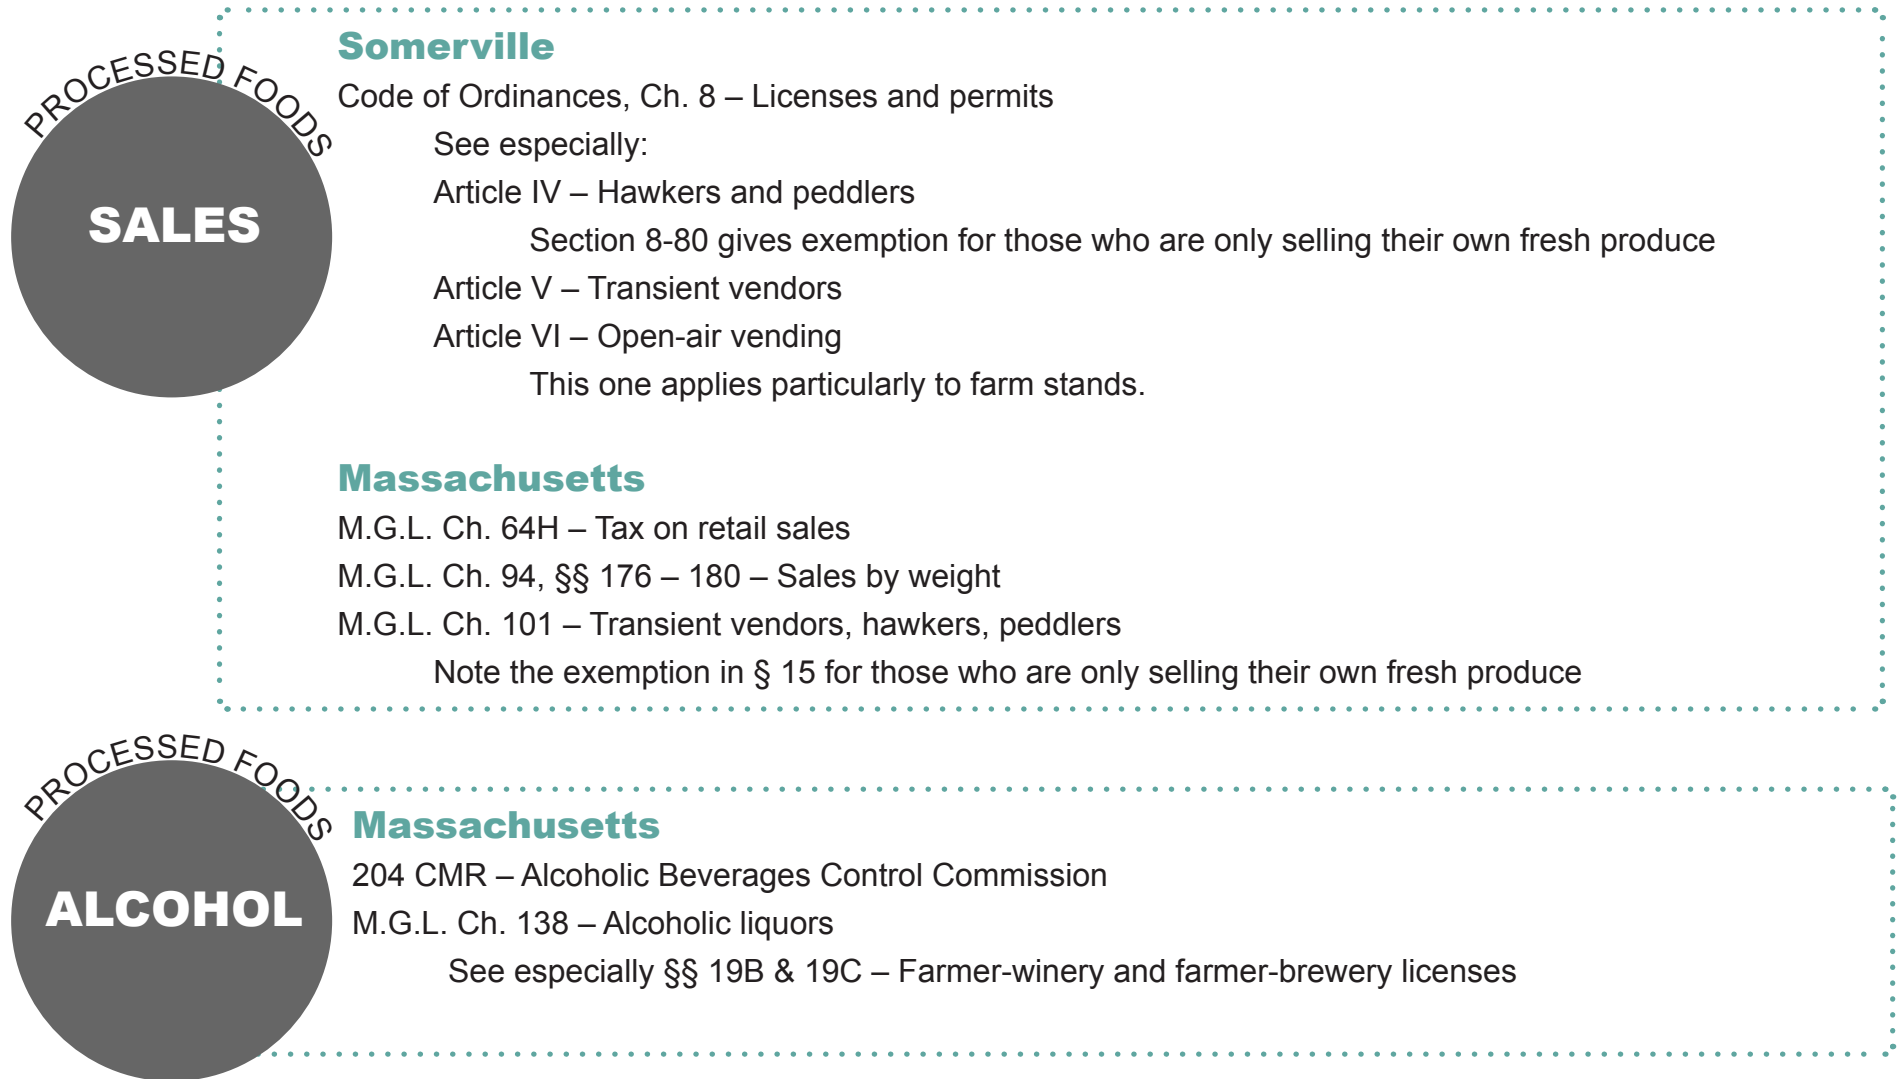 PROCESSED FOODS
SALES
Somerville
Code of Ordinances, Ch. 8 – Licenses and permits
See especially:
Article IV – Hawkers and peddlers
Section 8-80 gives exemption for those who are only selling their own fresh produce
Article V – Transient vendors
Article VI – Open-air vending
This one applies particularly to farm stands.
Massachusetts
M.G.L. Ch. 64H – Tax on retail sales
M.G.L. Ch. 94, §§ 176 – 180 – Sales by weight
M.G.L. Ch. 101 – Transient vendors, hawkers, peddlers
Note the exemption in § 15 for those who are only selling their own fresh produce
PROCESSED FOODS
ALCOHOL
Massachusetts
204 CMR – Alcoholic Beverages Control Commission
M.G.L. Ch. 138 – Alcoholic liquors
See especially §§ 19B & 19C – Farmer-winery and farmer-brewery licenses